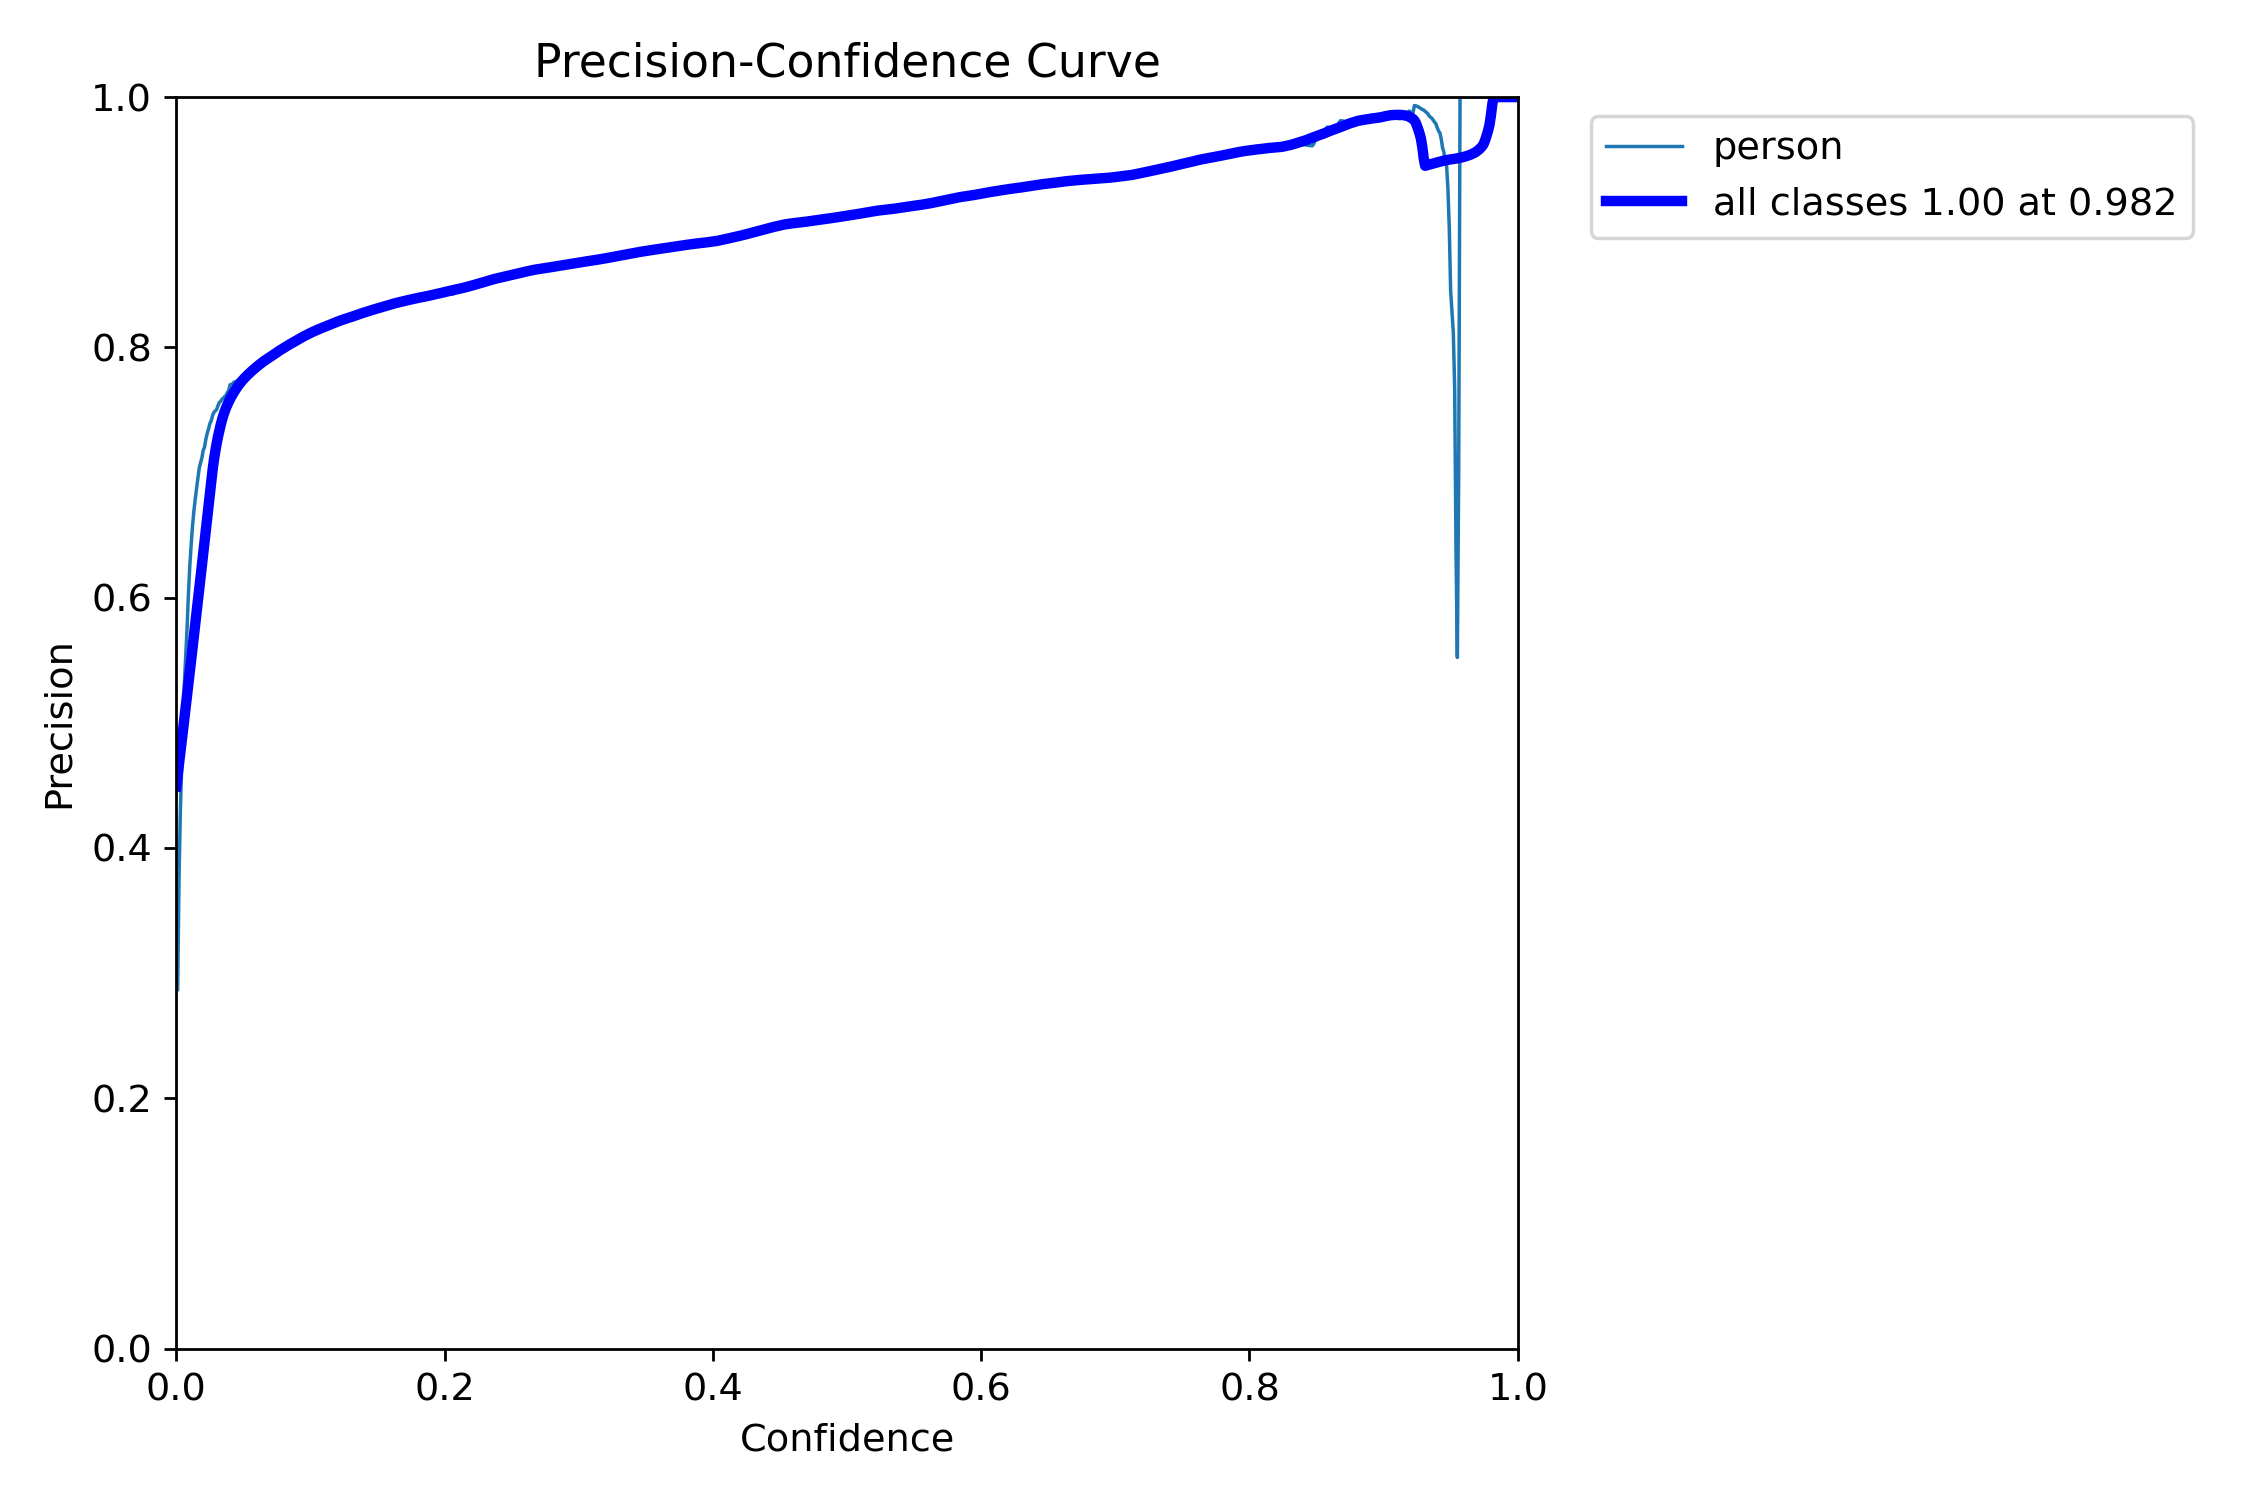 Precision-Confidence Curve
1.0
0.8
0.6
0.4
0.2
0.0
Precision
0.0 0.2 0.4 0.6 0.8 1.0
Confidence
person
all classes 1.00 at 0.982